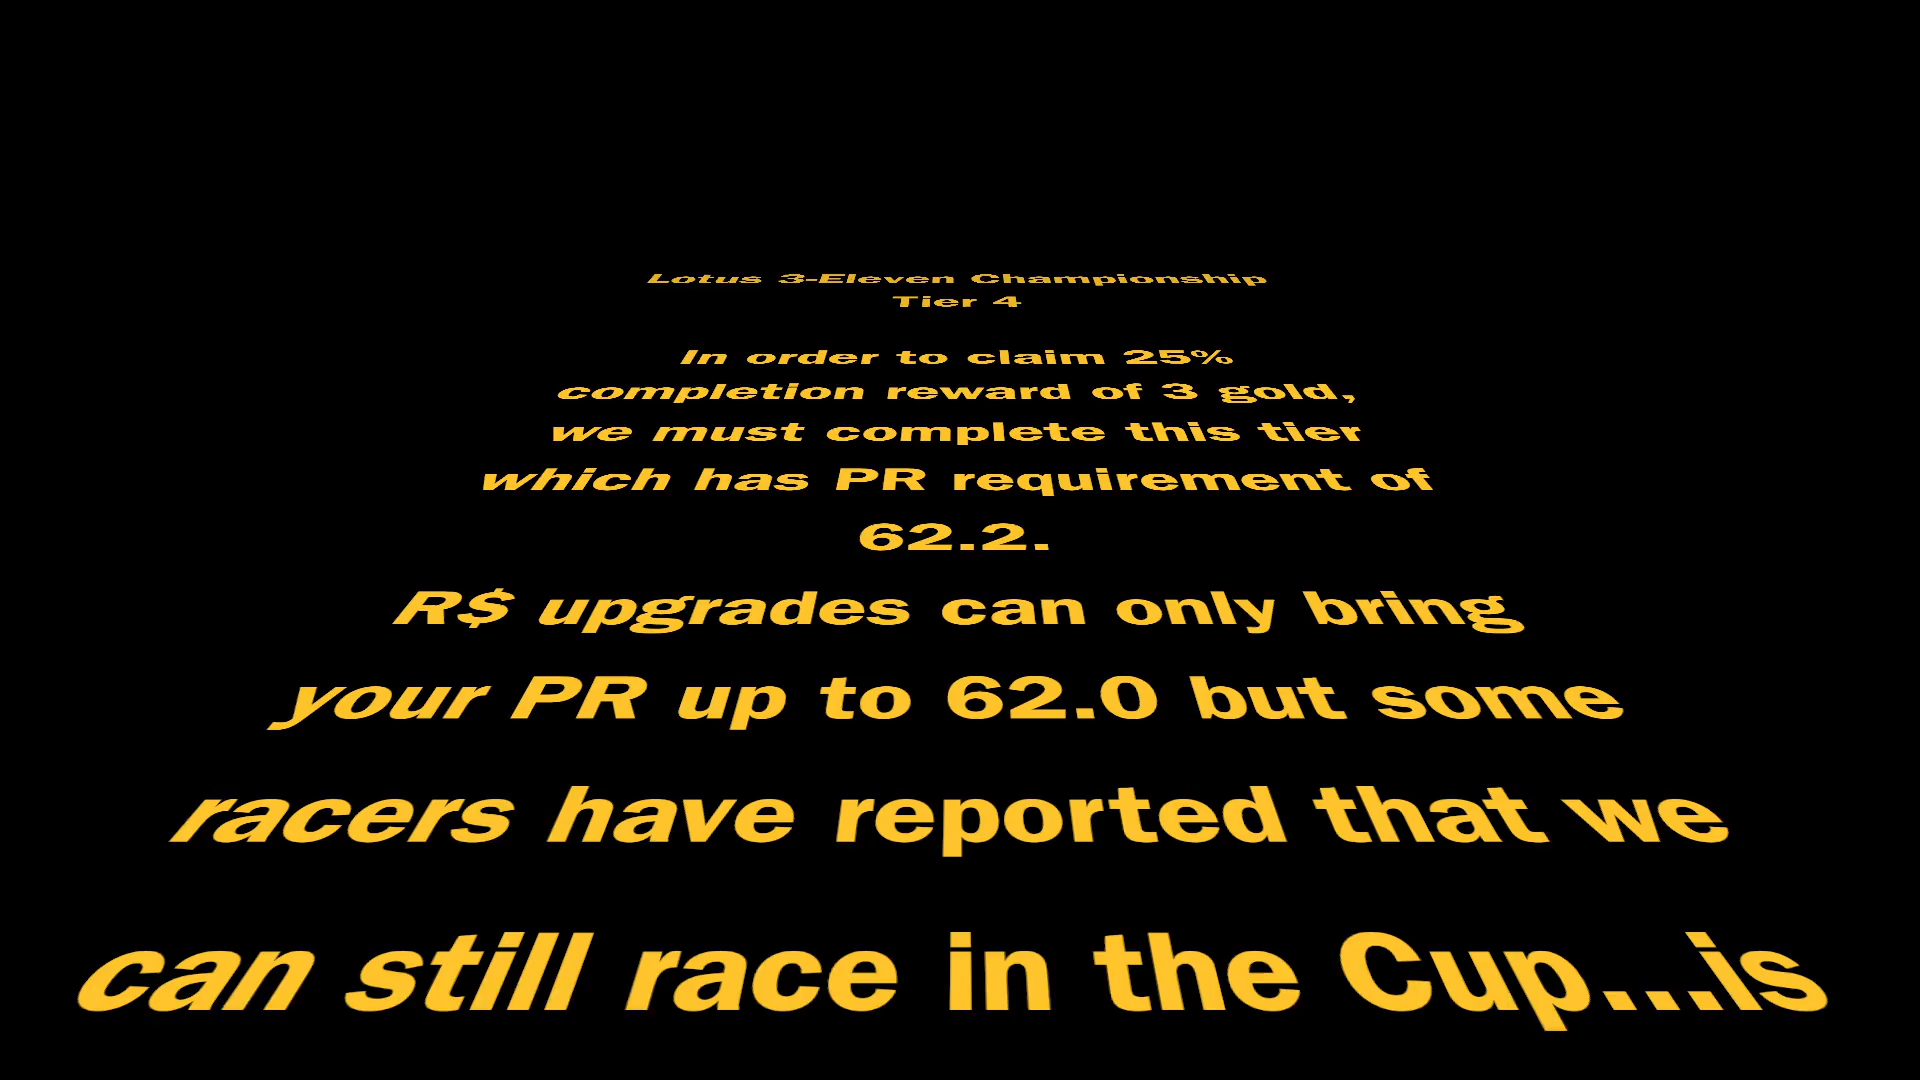 Lotus 3-Eleven Championship
Tier 4
In order to claim 25%
completion reward of 3 gold,
we must complete this tier
which has PR requirement of
62.2.
R$ upgrades can only bring
your PR up to 62.0 but some
racers have reported that we
can still race in the Cup...is